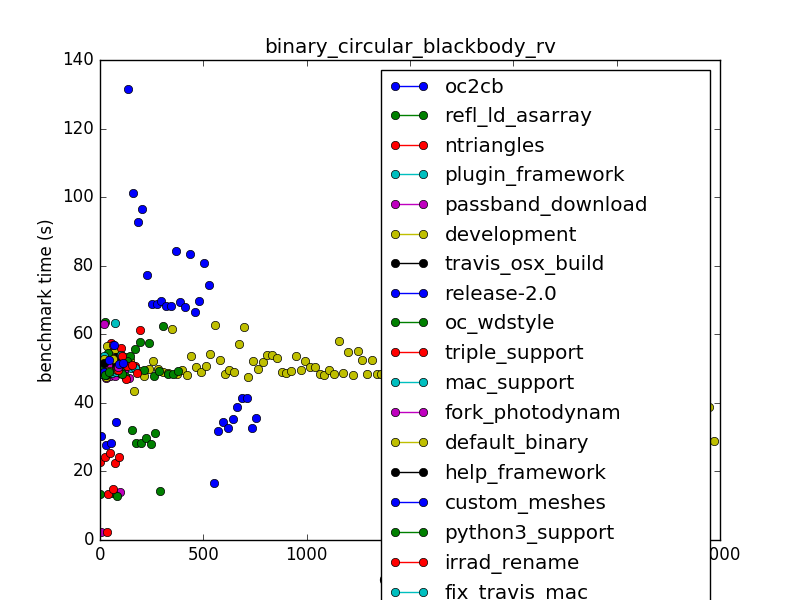 binary_circular_blackbody_rv
benchmark time (s)
140
120
100
80
60
40
20
0
0
500
1000
000
oc2cb
refl_ld_asarray
ntriangles
plugin_framework
passband_download
development
travis_osx_build
release-2.0
oc_wdstyle
triple_support
mac_support
fork_photodynam
default_binary
help_framework
custom_meshes
python3_support
irrad_rename
fix_travis_mac